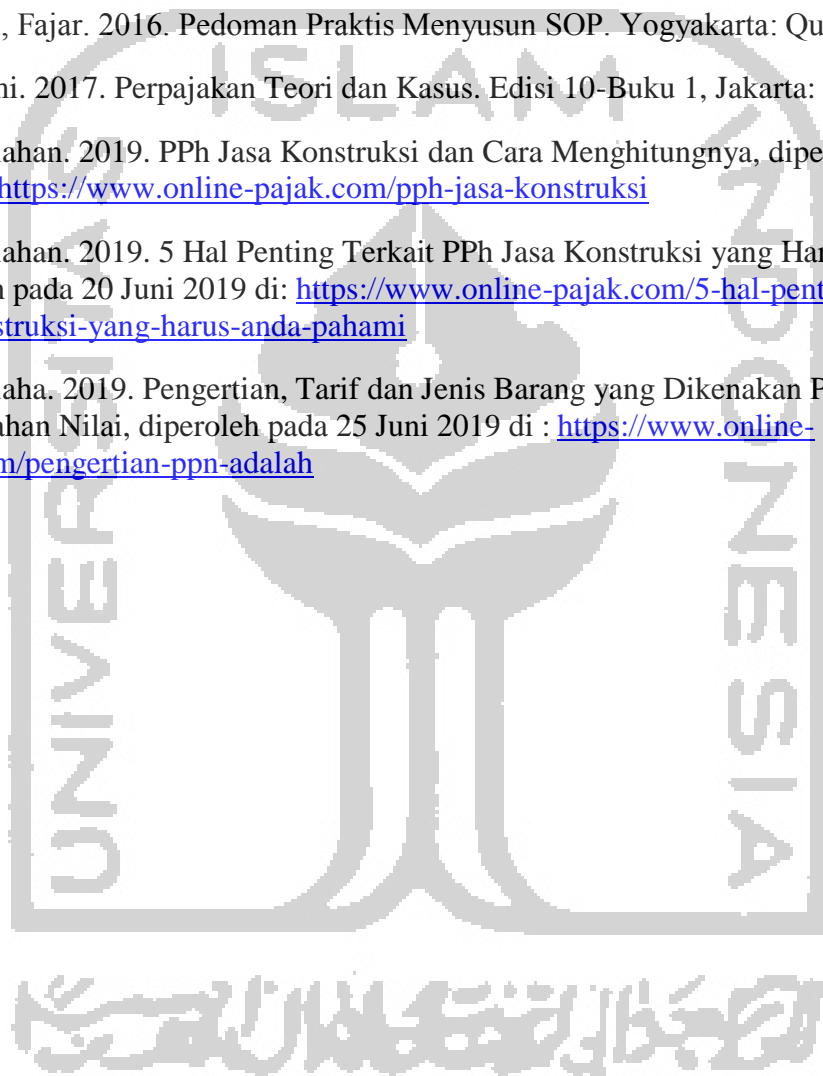 , Fajar. 2016. Pedoman Praktis Menyusun SOP. Yogyakarta: Qu
ni. 2017. Perpajakan Teori dan Kasus. Edisi 10-Buku 1, Jakarta:
ahan. 2019. PPh Jasa Konstruksi dan Cara Menghitungnya, dipe
https://www.online-pajak.com/pph-jasa-konstruksi
ahan. 2019. 5 Hal Penting Terkait PPh Jasa Konstruksi yang Har
n pada 20 Juni 2019 di: https://www.online-pajak.com/5-hal-pent
struksi-yang-harus-anda-pahami
aha. 2019. Pengertian, Tarif dan Jenis Barang yang Dikenakan P
ahan Nilai, diperoleh pada 25 Juni 2019 di : https://www.online-
m/pengertian-ppn-adalah
UNIVERSITAS
ISLAM
INDONESIA